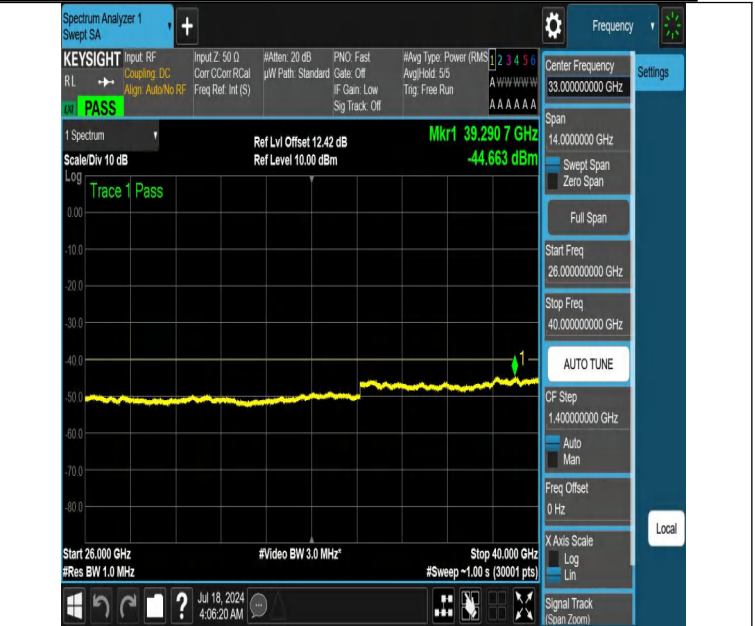 Spectrum Analyzer 1
Swept SA
Frequency
KEYSIGHT
RL
PASS
Input: RF
Coupling: DC
Align: Auto/No RF
Input Z: 50 Ω
Corr CCorr RCal
Freq Ref: Int (S)
#Atten: 20 dB
µW Path: Standard
PNO: Fast
Gate: Off
IF Gain: Low
Sig Track: Off
#Avg Type: Power (RMS
Avg|Hold: 5/5
Trig: Free Run
1 2 3 4 5 6
A W W W W W
A A A A A A
1 Spectrum
Scale/Div 10 dB
Ref Lvl Offset 12.42 dB
Ref Level 10.00 dBm
Mkr1 39.290 7 GHz
-44.663 dBm
Log
Trace 1 Pass
0.00
-10.0
-20.0
-30.0
-40.0
-50.0
-60.0
-70.0
-80.0
1
Start 26.000 GHz
#Res BW 1.0 MHz
#Video BW 3.0 MHz*
Stop 40.000 GHz
#Sweep ~1.00 s (30001 pts)
Jul 18, 2024
4:06:20 AM
Center Frequency
33.000000000 GHz
Settings
Span
14.0000000 GHz
Swept Span
Zero Span
Full Span
Start Freq
26.000000000 GHz
Stop Freq
40.000000000 GHz
AUTO TUNE
CF Step
1.400000000 GHz
Auto
Man
Freq Offset
0 Hz
X Axis Scale
Log
Lin
Local
Signal Track
(Span Zoom)